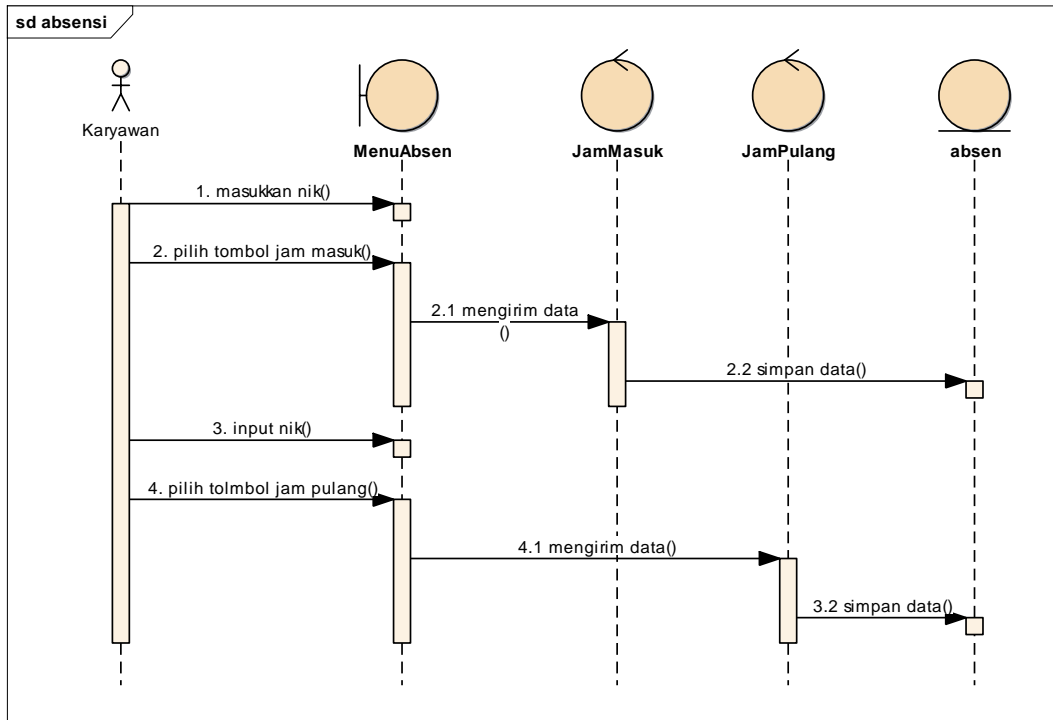 sd absensi
Karyawan
MenuAbsen
JamMasuk
JamPulang
absen
1. masukkan nik()
2. pilih tombol jam masuk()
2.1 mengirim data
()
2.2 simpan data()
3. input nik()
4. pilih tolmbol jam pulang()
4.1 mengirim data()
3.2 simpan data()